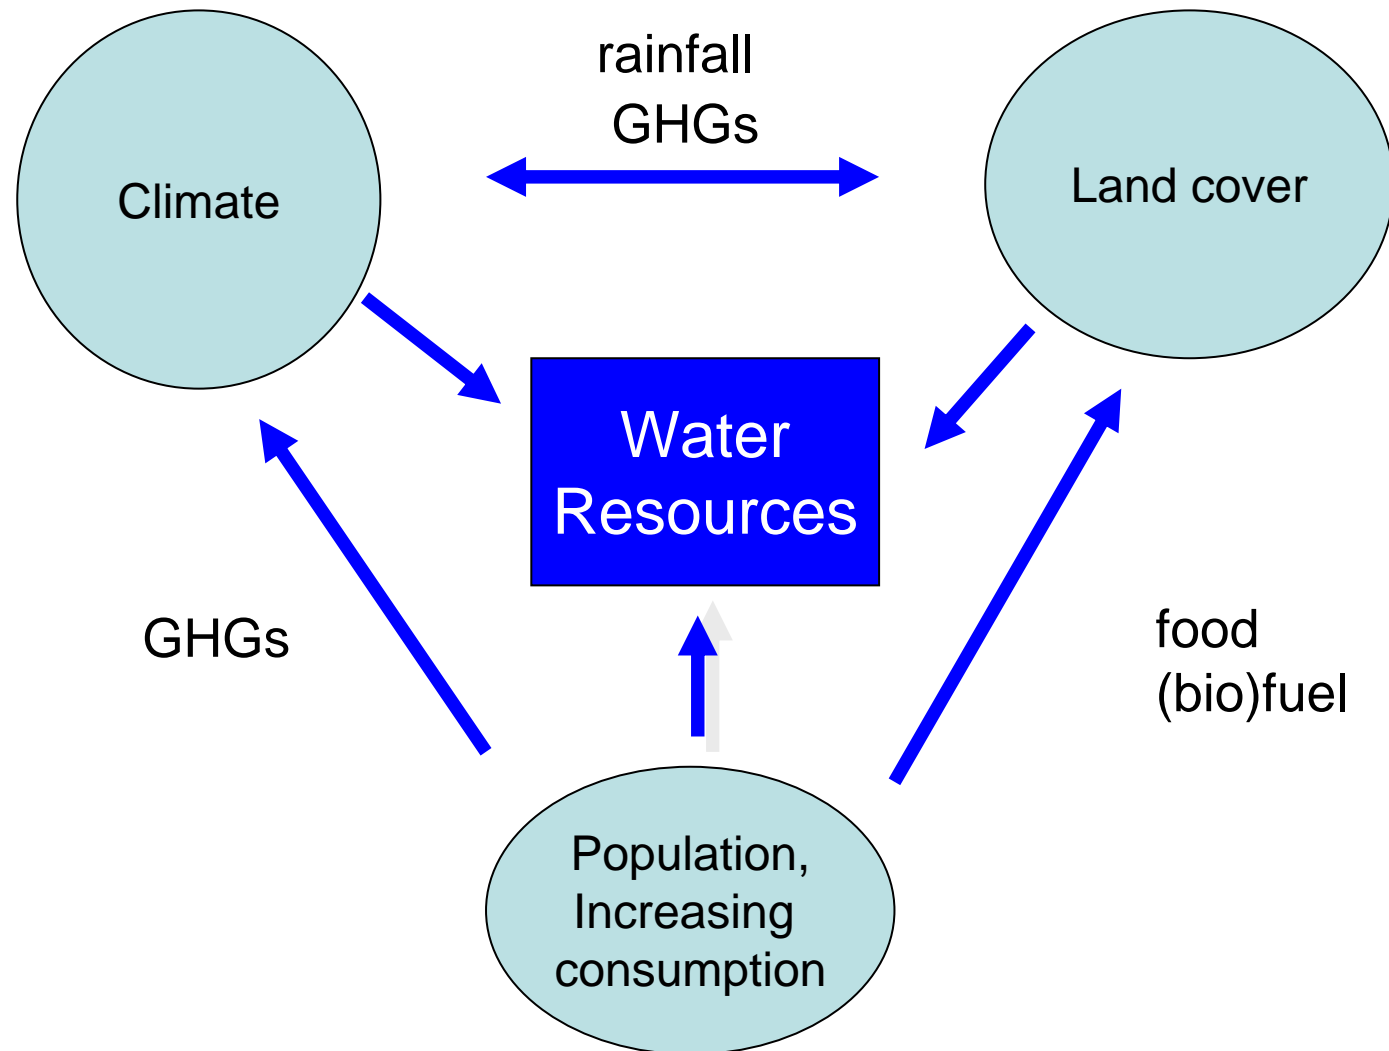 rainfall
GHGs
Climate
Land cover
Water
Resources
GHGs
food
(bio)fuel
Population,
Increasing
consumption